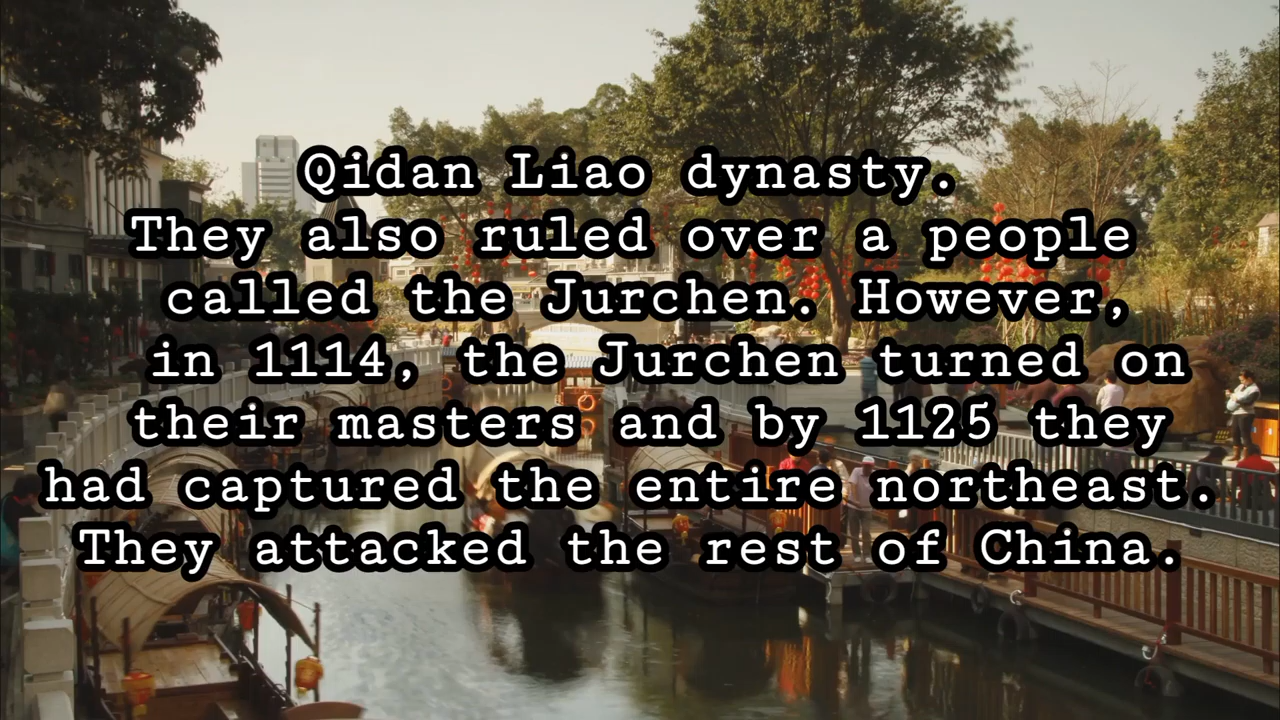 Qidan Liao dynasty.
They also ruled over a people
called the Jurchen. However,
in 1114, the Jurchen turned on
their masters and by 1125 they
had captured the entire northeast.
They attacked the rest of China.